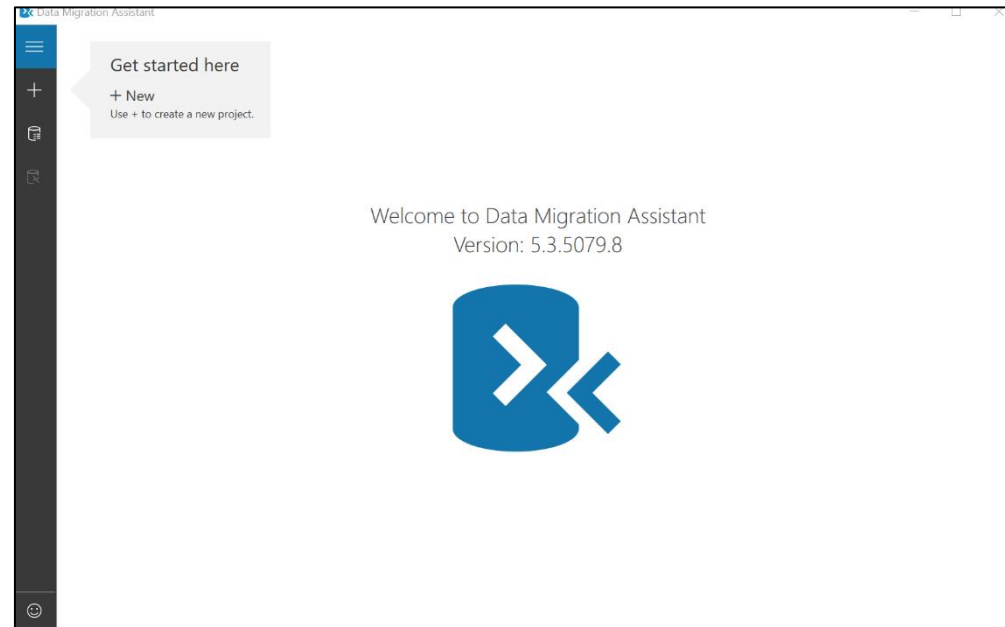 Data Migration Assistant
Get started here
+ New
Use + to create a new project.
Welcome to Data Migration Assistant
Version: 5.3.5079.8